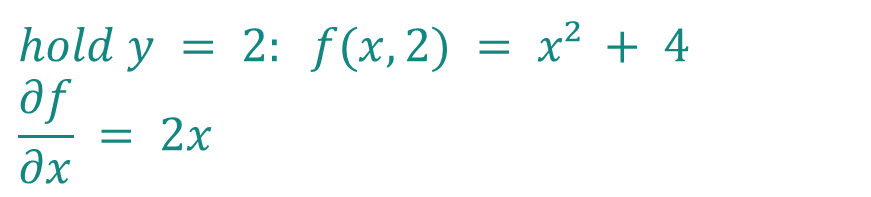 hold y = 2: f(x, 2) = x² + 4
∂f/∂x = 2x